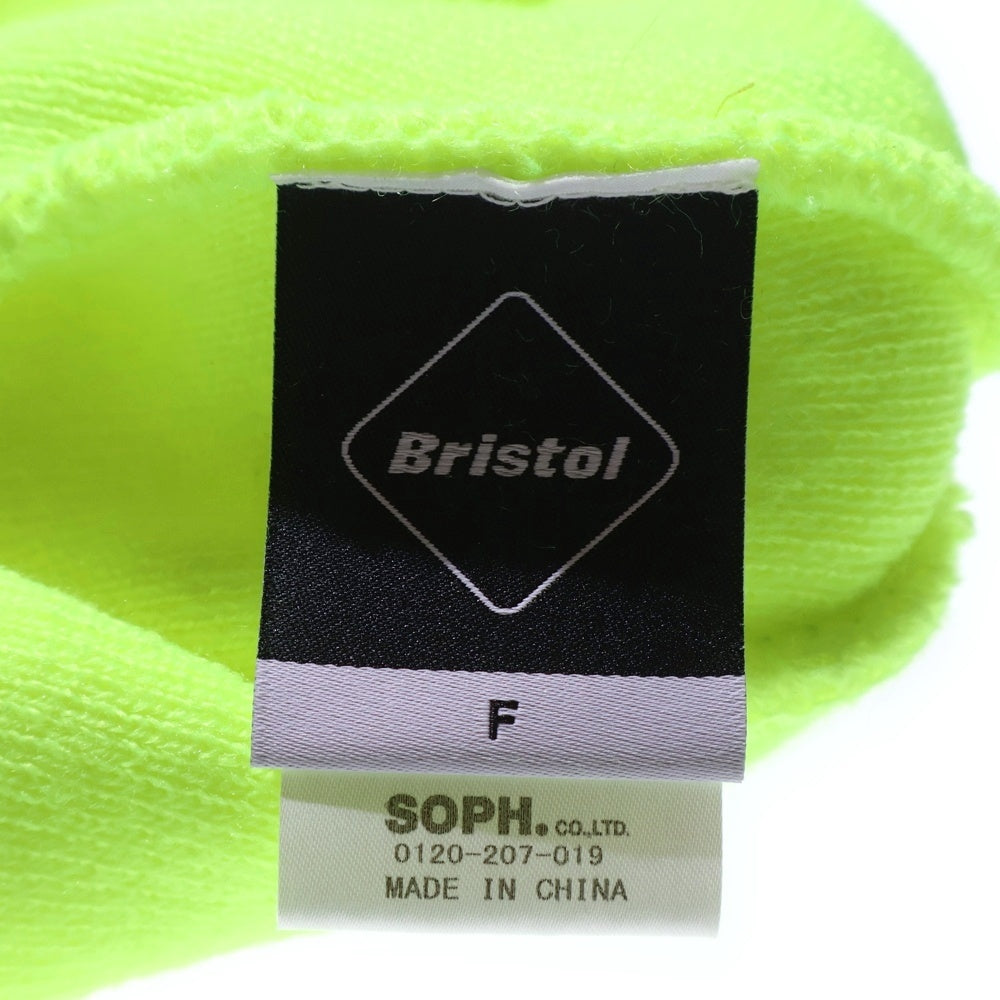 Bristol
F
SOPH. CO.,LTD.
0120-207-019
MADE IN CHINA